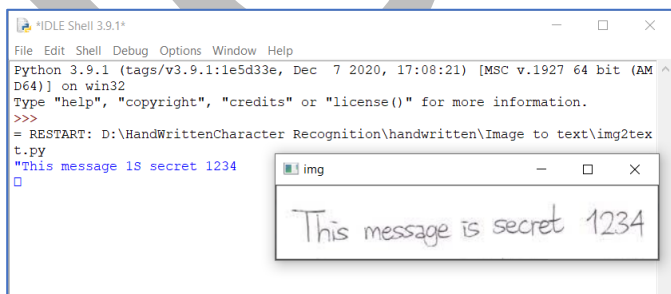 *IDLE Shell 3.9.1*
File Edit Shell Debug Options Window Help
Python 3.9.1 (tags/v3.9.1:1e5d33e, Dec  7 2020, 17:08:21) [MSC v.1927 64 bit (AM
D64)] on win32
Type "help", "copyright", "credits" or "license()" for more information.
>>>
= RESTART: D:\HandWrittenCharacter Recognition\handwritten\Image to text\img2tex
t.py
"This message 1S secret 1234
img
This message is secret 1234